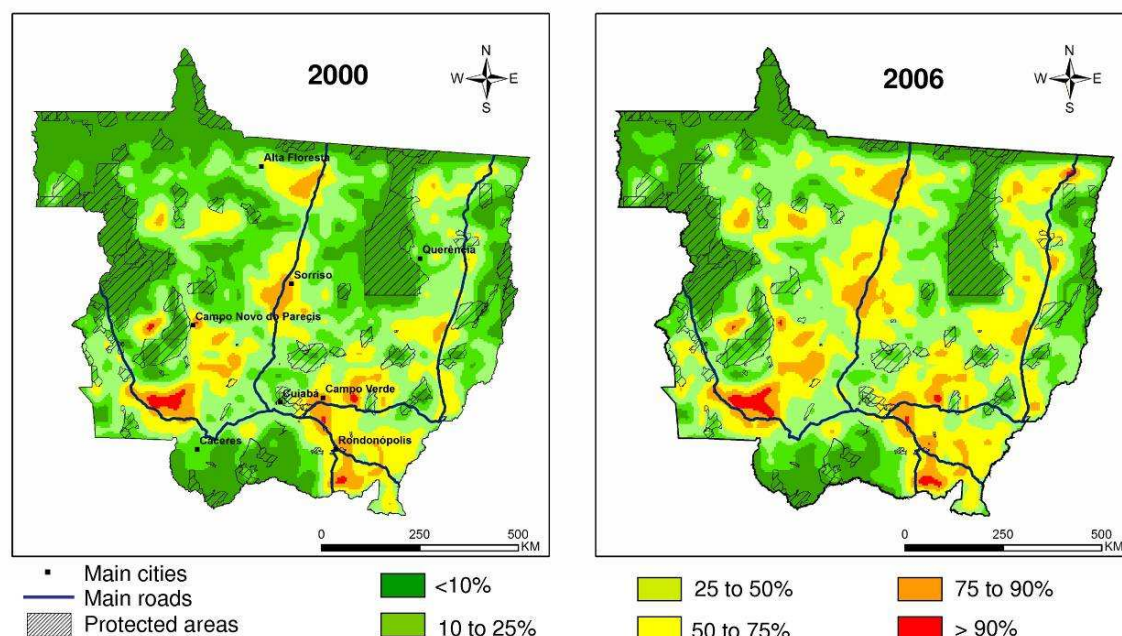 2000
N
W E
S
Alta Floresta
Querência
Sorriso
Campo Novo do Parecis
Cuiabá
Campo Verde
Cáceres
Rondonópolis
0 250 500
KM
2006
N
W E
S
0 250 500
KM
Main cities
Main roads
Protected areas
<10%
10 to 25%
25 to 50%
50 to 75%
75 to 90%
> 90%